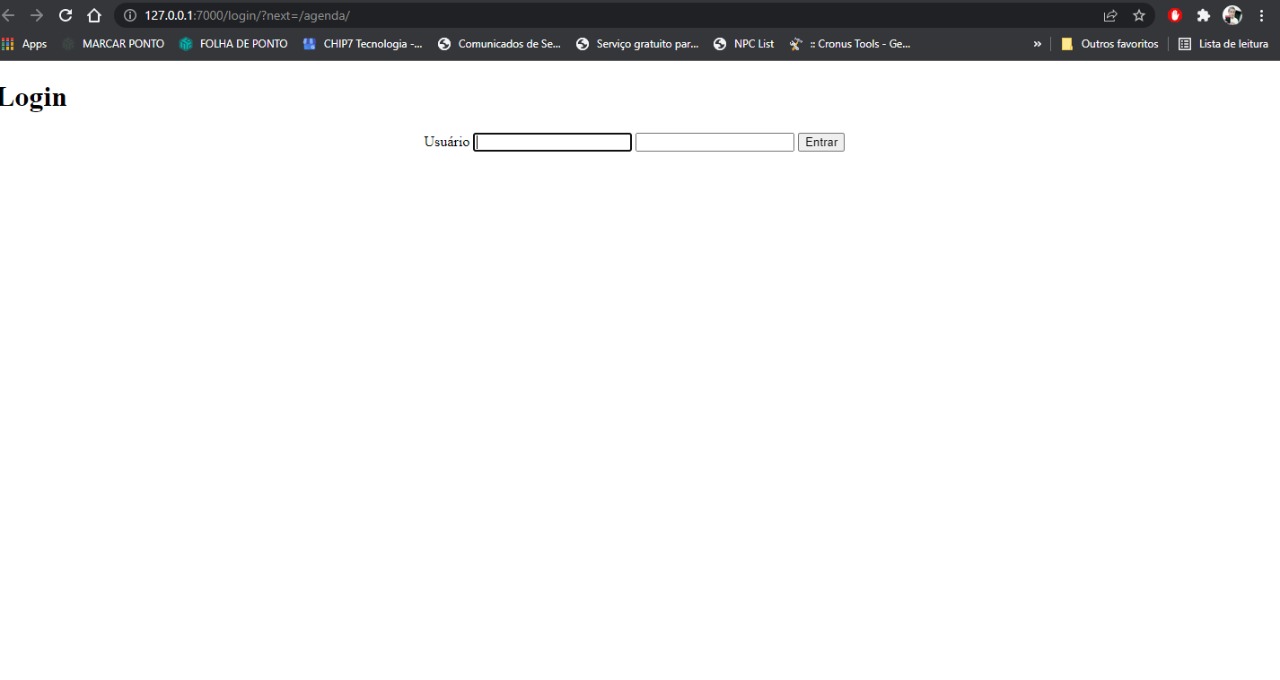 127.0.0.1:7000/login/?next=/agenda/
Apps MARCAR PONTO FOLHA DE PONTO CHIP7 Tecnologia -... Comunicados de Se... Serviço gratuito par... NPC List :: Cronus Tools - Ge... » Outros favoritos Lista de leitura
Login
Usuário Entrar